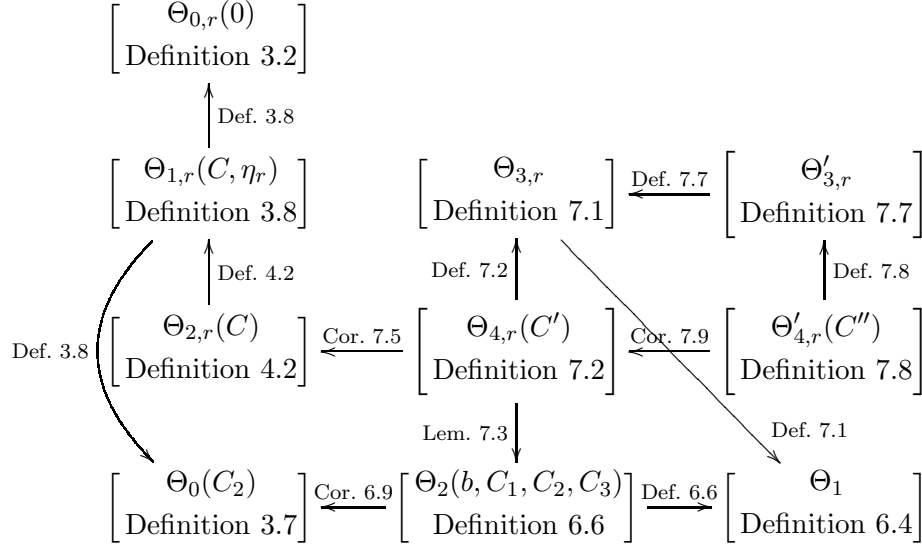 Θ_{0,r}(0)
Definition 3.2
Def. 3.8
Θ_{1,r}(C, η_r)
Definition 3.8
Θ_{3,r}
Definition 7.1
Def. 7.7
Θ′_{3,r}
Definition 7.7
Def. 4.2
Def. 7.2
Def. 7.8
Def. 3.8
Θ_{2,r}(C)
Definition 4.2
Cor. 7.5
Θ_{4,r}(C′)
Definition 7.2
Cor. 7.9
Θ′_{4,r}(C″)
Definition 7.8
Lem. 7.3
Def. 7.1
Θ_0(C_2)
Definition 3.7
Cor. 6.9
Θ_2(b, C_1, C_2, C_3)
Definition 6.6
Def. 6.6
Θ_1
Definition 6.4